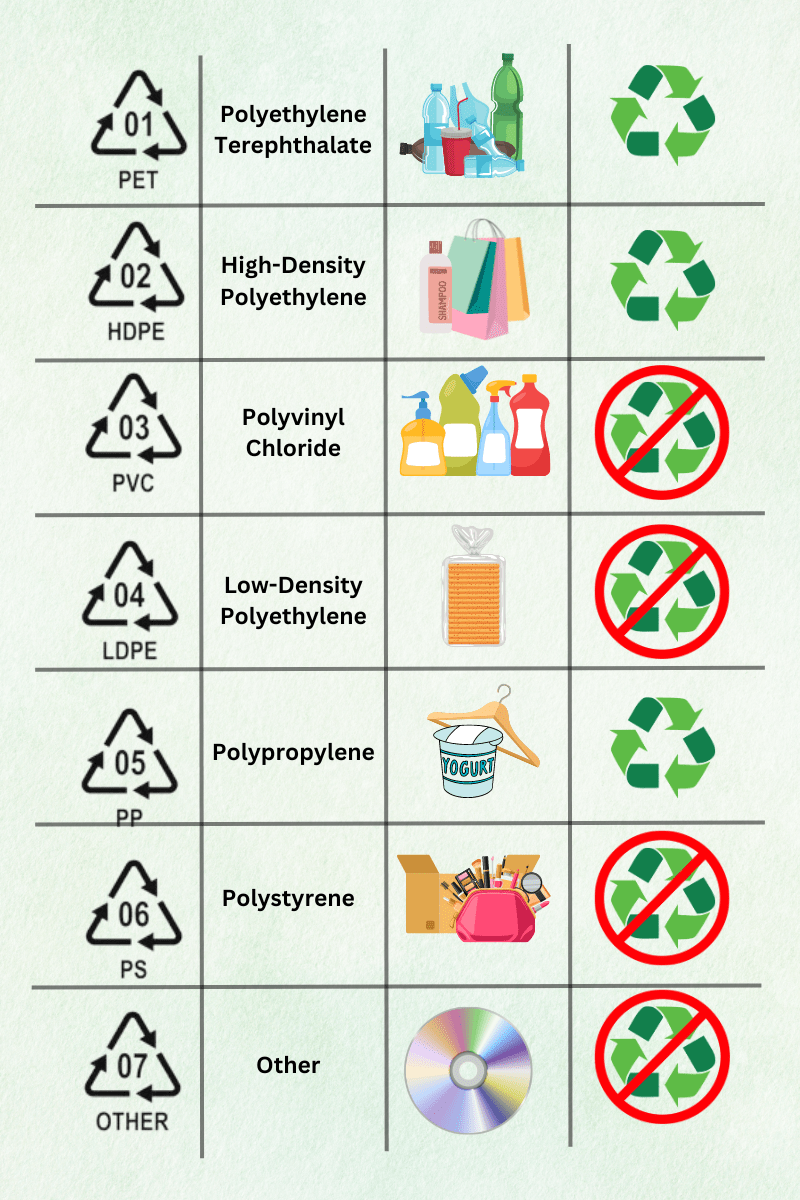 01
PET
Polyethylene
Terephthalate
02
HDPE
High-Density
Polyethylene
SHAMPOO
03
PVC
Polyvinyl
Chloride
04
LDPE
Low-Density
Polyethylene
05
PP
Polypropylene
YOGURT
06
PS
Polystyrene
07
OTHER
Other